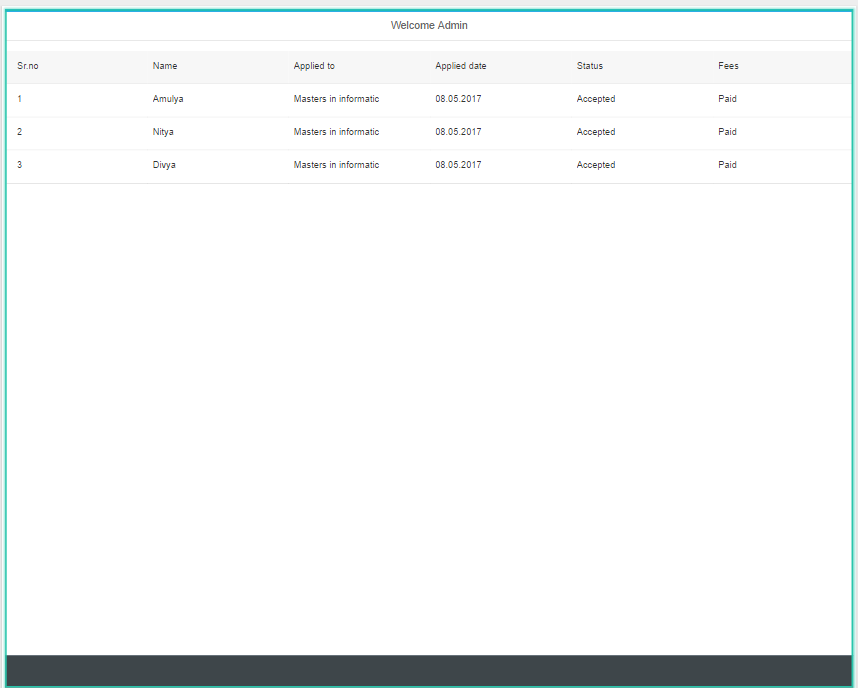 Welcome Admin
Sr.no Name Applied to Applied date Status Fees
1 Amulya Masters in informatic 08.05.2017 Accepted Paid
2 Nitya Masters in informatic 08.05.2017 Accepted Paid
3 Divya Masters in informatic 08.05.2017 Accepted Paid